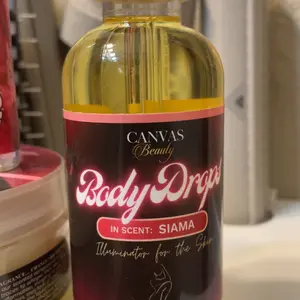 CANVAS
Beauty
Body Drops
IN SCENT: SIAMA
Illuminator for the Skin